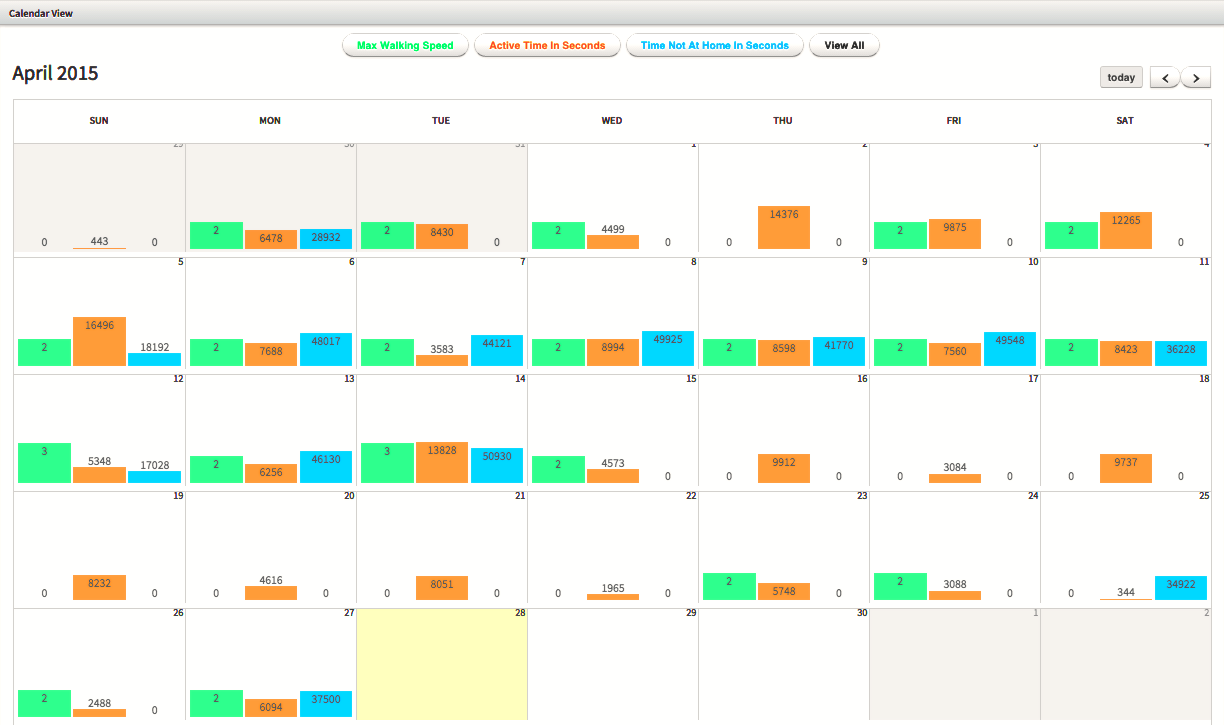 Calendar View
Max Walking Speed Active Time In Seconds Time Not At Home In Seconds View All
April 2015 today < >
SUN MON TUE WED THU FRI SAT
29 30 31 1 2 3 4
0 443 0 2 6478 28932 2 8430 0 2 4499 0 0 14376 0 2 9875 0 2 12265 0
5 6 7 8 9 10 11
2 16496 18192 2 7688 48017 2 3583 44121 2 8994 49925 2 8598 41770 2 7560 49548 2 8423 36228
12 13 14 15 16 17 18
3 5348 17028 2 6256 46130 3 13828 50930 2 4573 0 0 9912 0 0 3084 0 0 9737 0
19 20 21 22 23 24 25
0 8232 0 0 4616 0 0 8051 0 0 1965 0 2 5748 0 2 3088 0 0 344 34922
26 27 28 29 30 1 2
2 2488 0 2 6094 37500